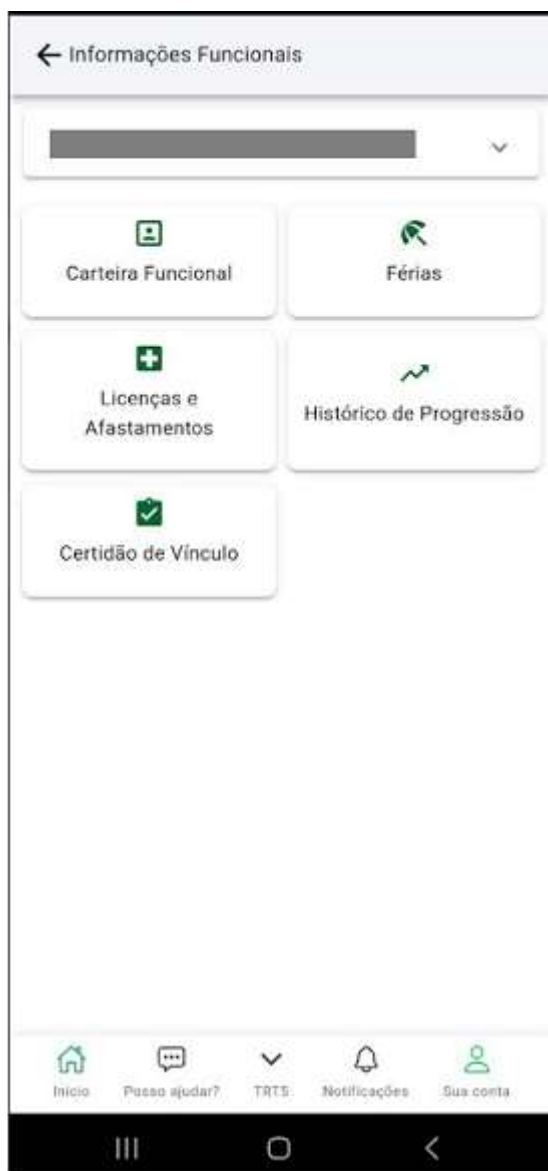 Informações Funcionais
Carteira Funcional
Férias
Licenças e
Afastamentos
Histórico de Progressão
Certidão de Vínculo
Início
Posso ajudar?
TRT5
Notificações
Sua conta